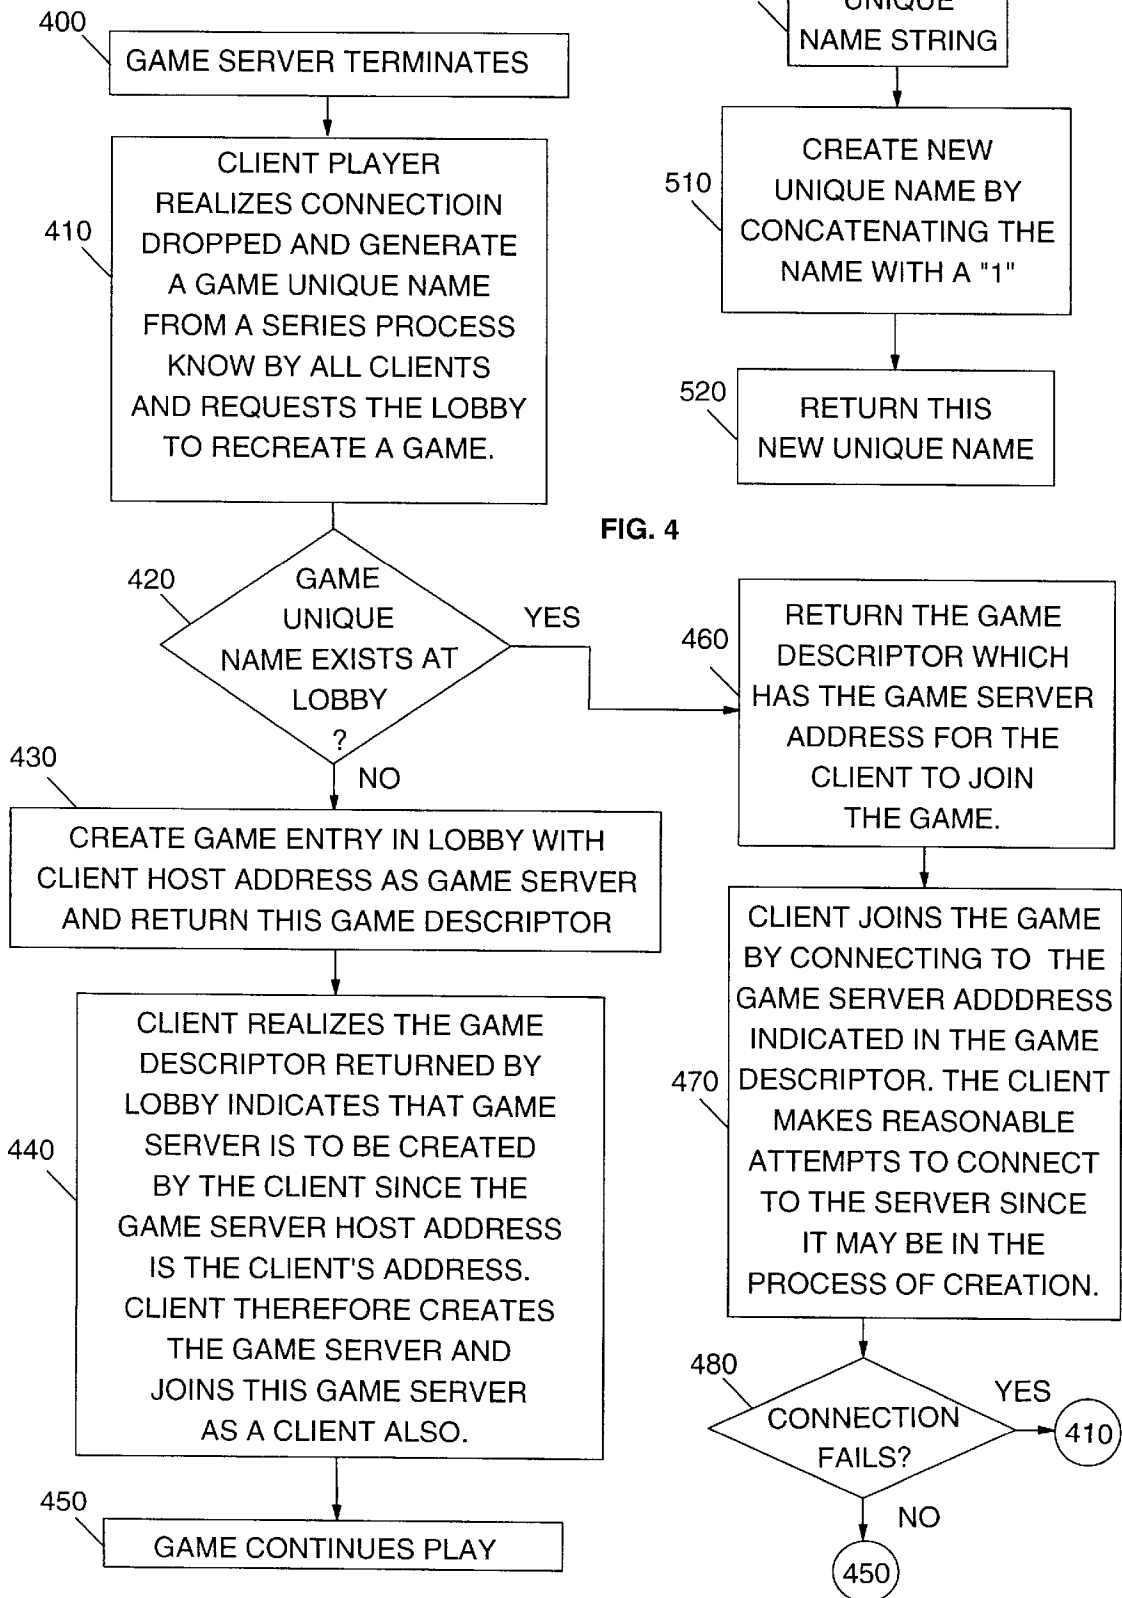 400
GAME SERVER TERMINATES
410
CLIENT PLAYER
REALIZES CONNECTIOIN
DROPPED AND GENERATE
A GAME UNIQUE NAME
FROM A SERIES PROCESS
KNOW BY ALL CLIENTS
AND REQUESTS THE LOBBY
TO RECREATE A GAME.
UNIQUE
NAME STRING
510
CREATE NEW
UNIQUE NAME BY
CONCATENATING THE
NAME WITH A "1"
520
RETURN THIS
NEW UNIQUE NAME
FIG. 4
420
GAME
UNIQUE
NAME EXISTS AT
LOBBY
?
YES
NO
430
CREATE GAME ENTRY IN LOBBY WITH
CLIENT HOST ADDRESS AS GAME SERVER
AND RETURN THIS GAME DESCRIPTOR
440
CLIENT REALIZES THE GAME
DESCRIPTOR RETURNED BY
LOBBY INDICATES THAT GAME
SERVER IS TO BE CREATED
BY THE CLIENT SINCE THE
GAME SERVER HOST ADDRESS
IS THE CLIENT'S ADDRESS.
CLIENT THEREFORE CREATES
THE GAME SERVER AND
JOINS THIS GAME SERVER
AS A CLIENT ALSO.
450
GAME CONTINUES PLAY
460
RETURN THE GAME
DESCRIPTOR WHICH
HAS THE GAME SERVER
ADDRESS FOR THE
CLIENT TO JOIN
THE GAME.
470
CLIENT JOINS THE GAME
BY CONNECTING TO THE
GAME SERVER ADDDRESS
INDICATED IN THE GAME
DESCRIPTOR. THE CLIENT
MAKES REASONABLE
ATTEMPTS TO CONNECT
TO THE SERVER SINCE
IT MAY BE IN THE
PROCESS OF CREATION.
480
CONNECTION
FAILS?
YES
410
NO
450